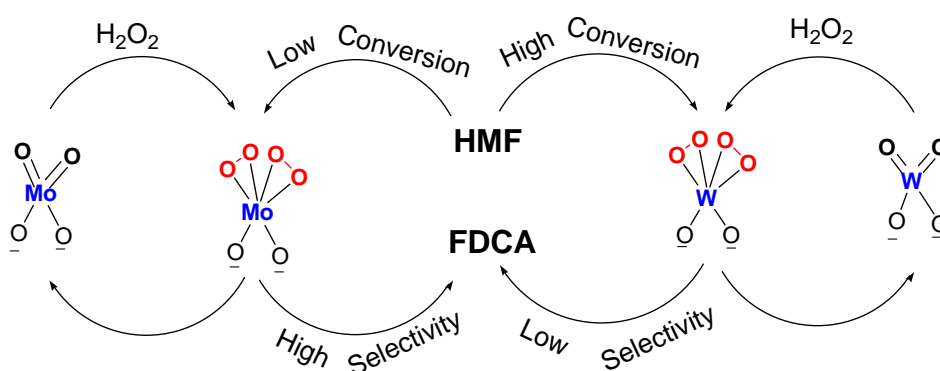 H₂O₂
Low Conversion
High Conversion
H₂O₂
HMF
O O
Mo
O O
O O O O
Mo
O O
O O O O
W
O O
O O
W
O O
FDCA
High Selectivity
Low Selectivity